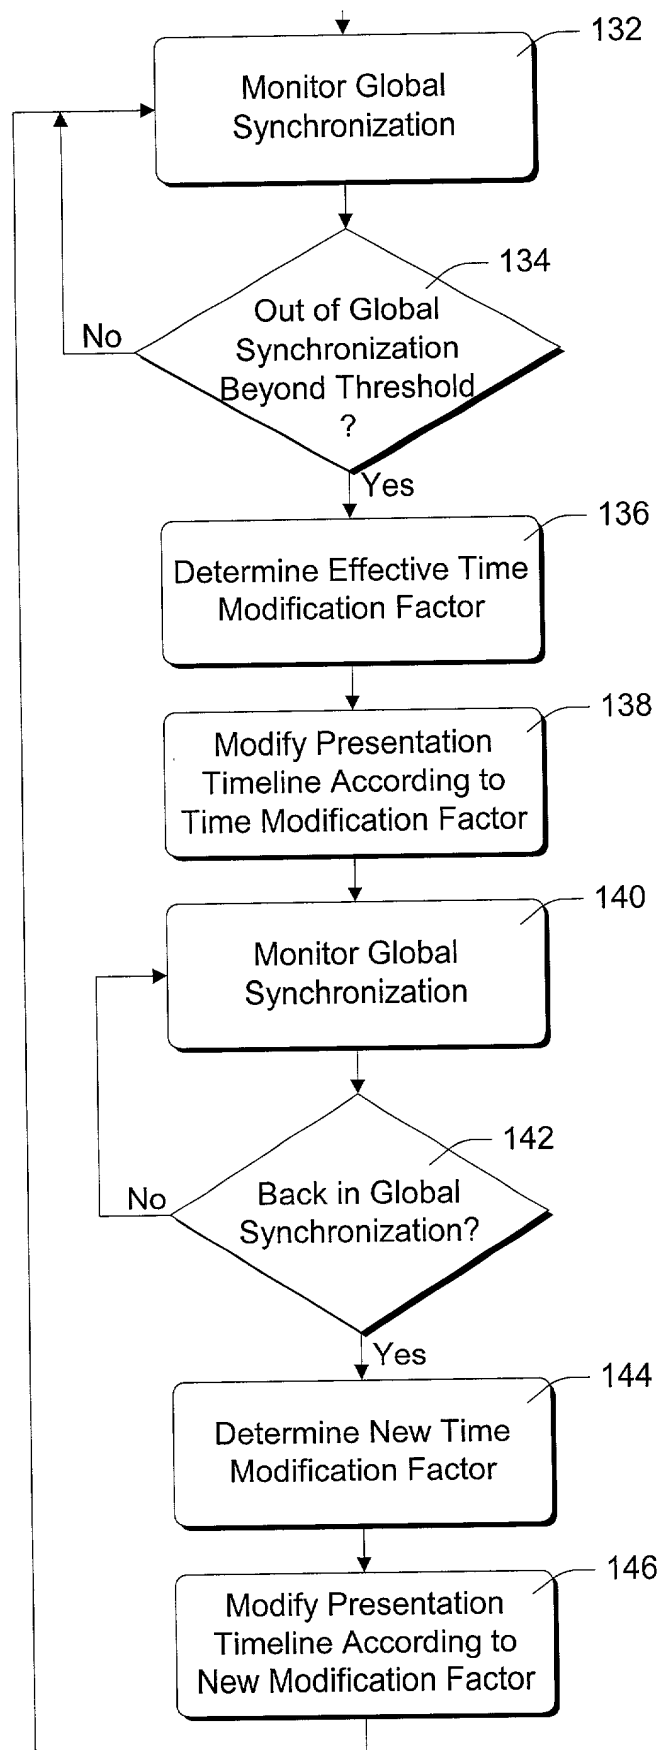 132
Monitor Global
Synchronization
134
Out of Global
Synchronization
Beyond Threshold
?
No
Yes
136
Determine Effective Time
Modification Factor
138
Modify Presentation
Timeline According to
Time Modification Factor
140
Monitor Global
Synchronization
142
Back in Global
Synchronization?
No
Yes
144
Determine New Time
Modification Factor
146
Modify Presentation
Timeline According to
New Modification Factor